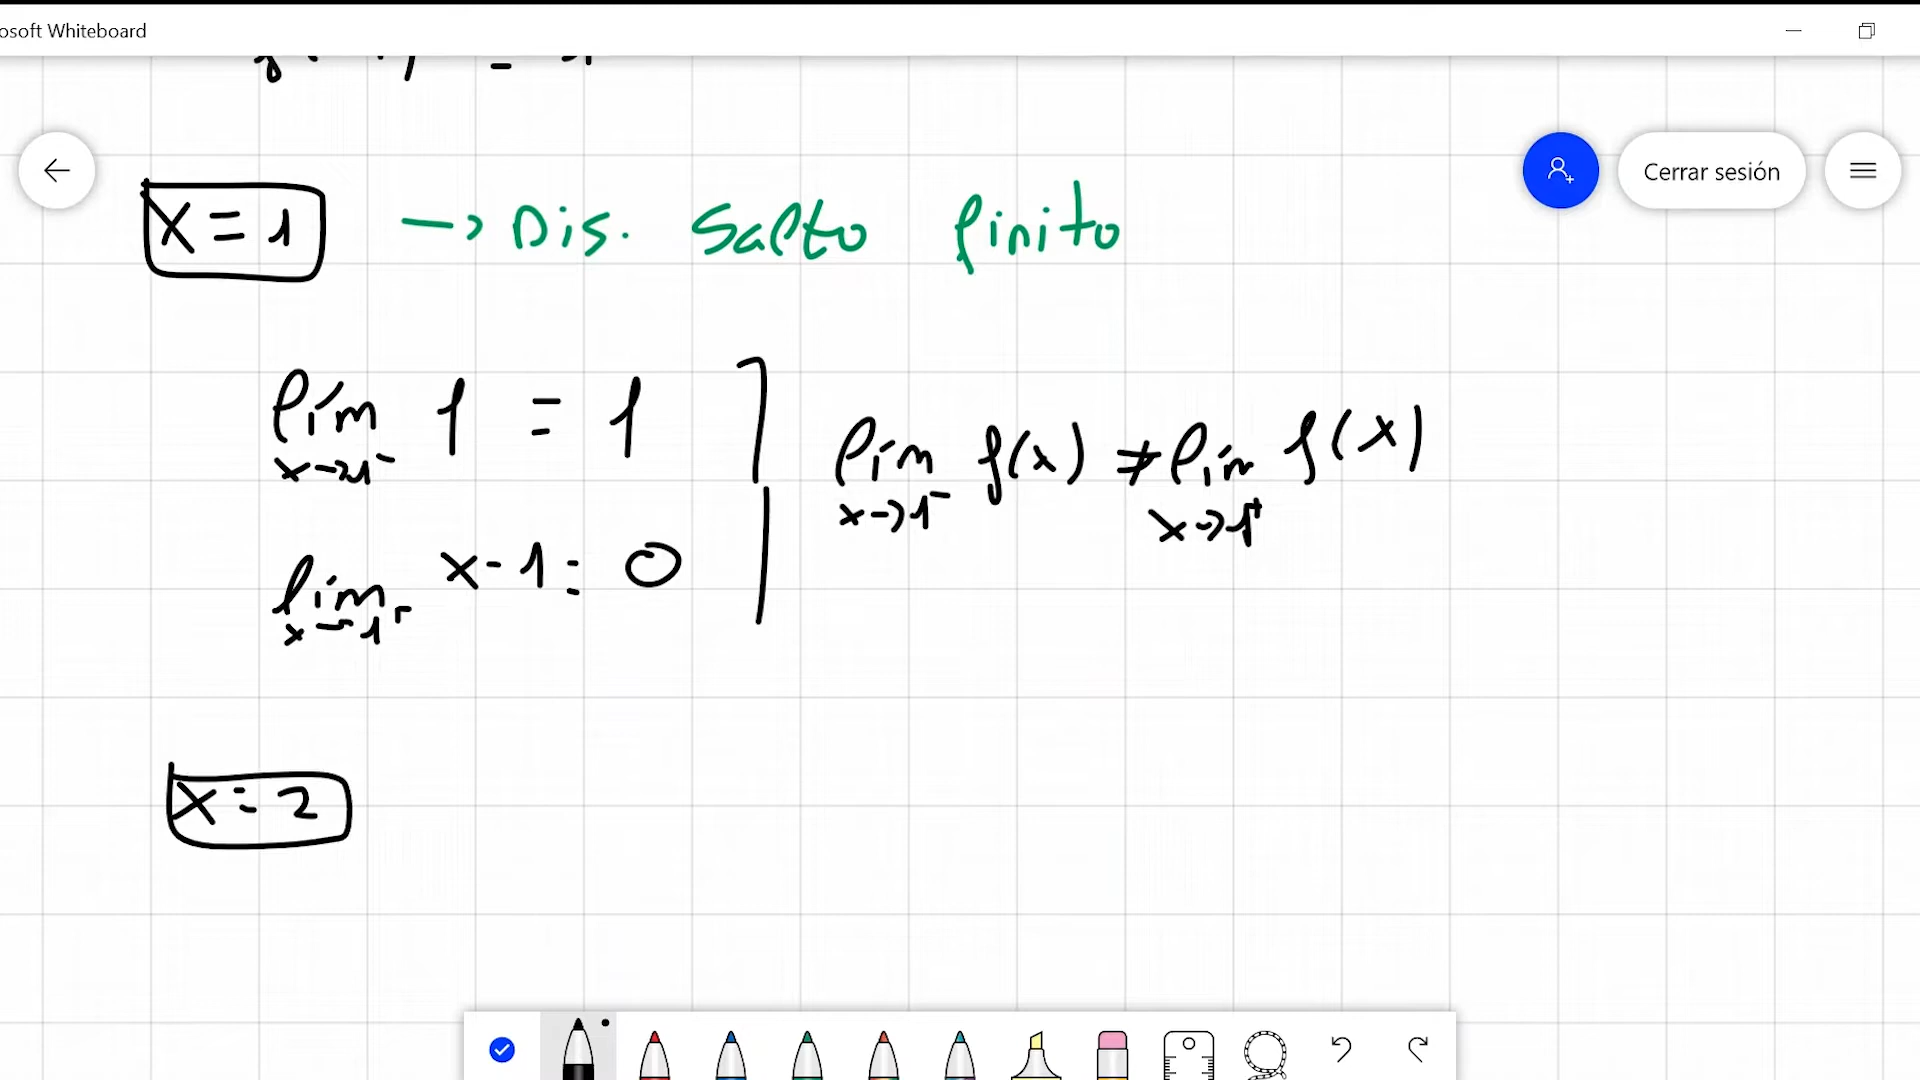 osoft Whiteboard
Cerrar sesión
x = 1 → Dis. Salto finito
lím x→1⁻ 1 = 1
lím x→1⁻ f(x) ≠ lím x→1⁺ f(x)
lím x→1⁺ x-1 = 0
x = 2